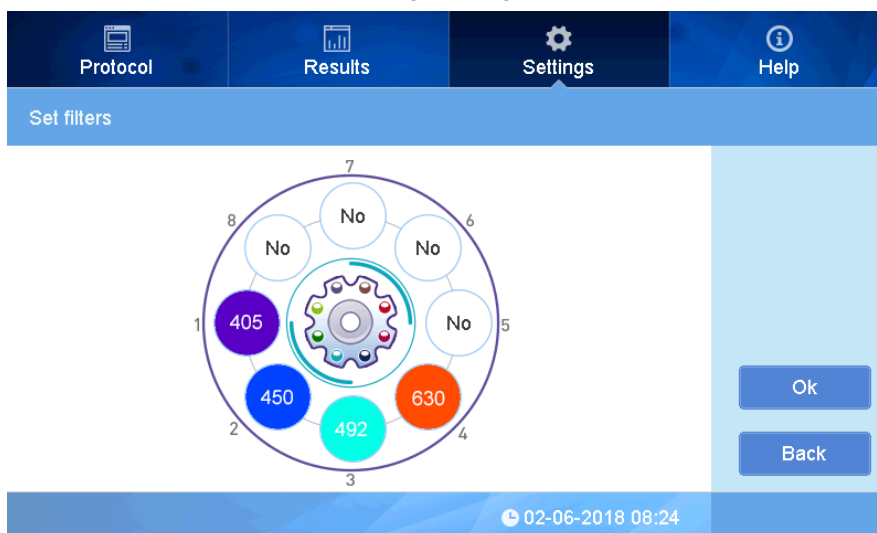 Protocol
Results
Settings
Help
Set filters
7
8
No
6
No
No
1
405
No
5
450
630
2
492
4
3
Ok
Back
02-06-2018 08:24